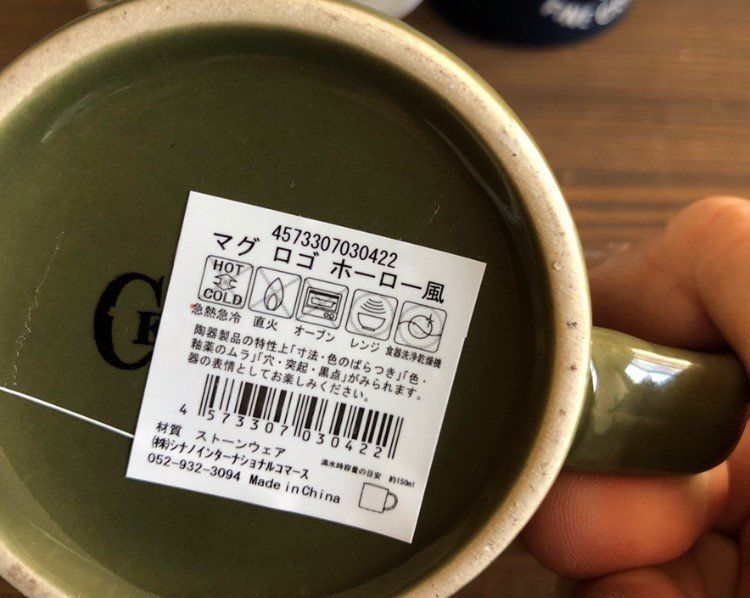 4573307030422
マグ ロゴ ホーロー風
HOT
COLD
急熱急冷 直火 オーブン レンジ 食器洗浄乾燥機
陶器製品の特性上「寸法・色のばらつき」「色・
釉薬のムラ」「穴・突起・黒点」がみられます。
器の表情としてお楽しみください。
4 573307 030422
材質 ストーンウェア
満水時容量の目安 約150ml
(株)シナノインターナショナルコマース
052-932-3094 Made in China
FINE